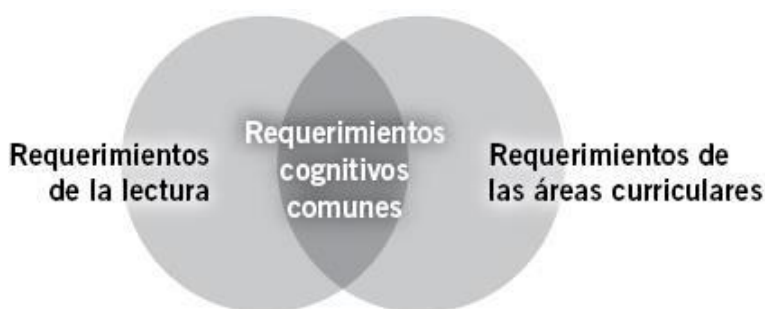 Requerimientos
de la lectura
Requerimientos
cognitivos
comunes
Requerimientos de
las áreas curriculares